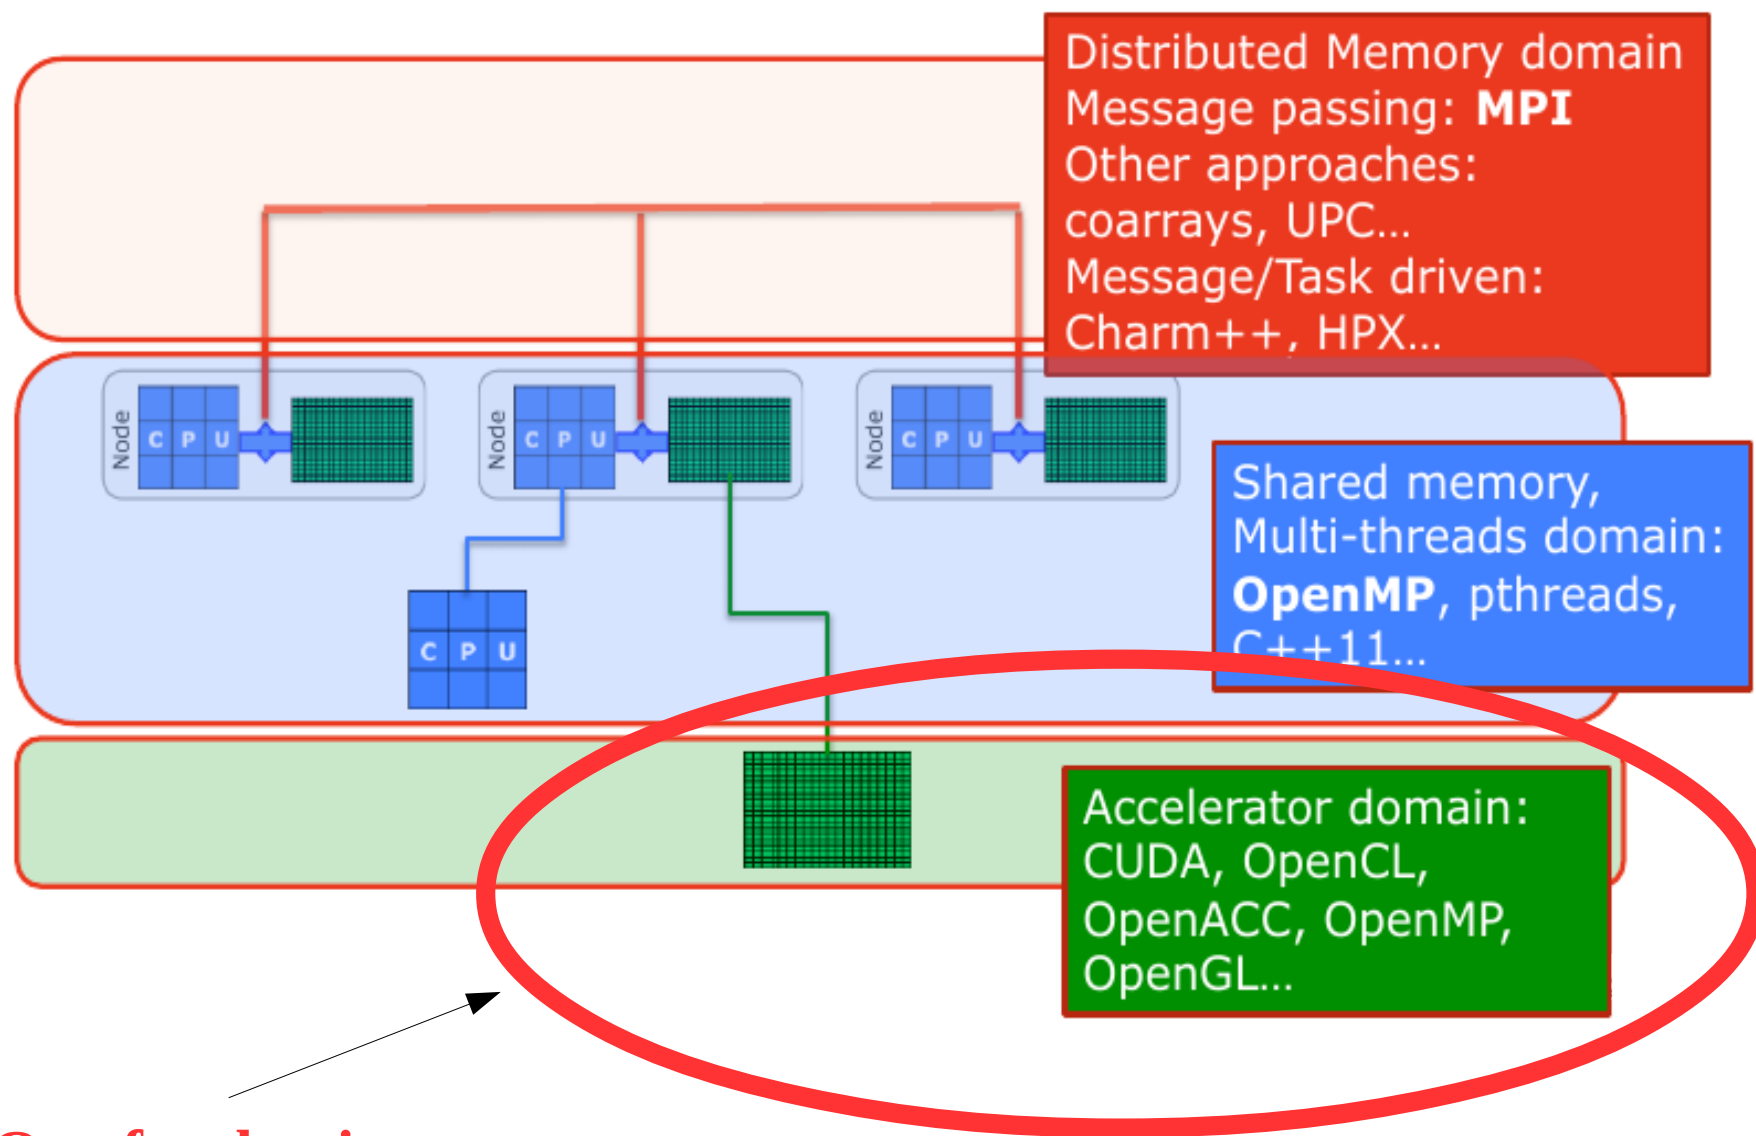 Distributed Memory domain
Message passing: MPI
Other approaches:
coarrays, UPC...
Message/Task driven:
Charm++, HPX...
Node
C P U
Node
C P U
Node
C P U
Shared memory,
Multi-threads domain:
OpenMP, pthreads,
C++11...
C P U
Accelerator domain:
CUDA, OpenCL,
OpenACC, OpenMP,
OpenGL...